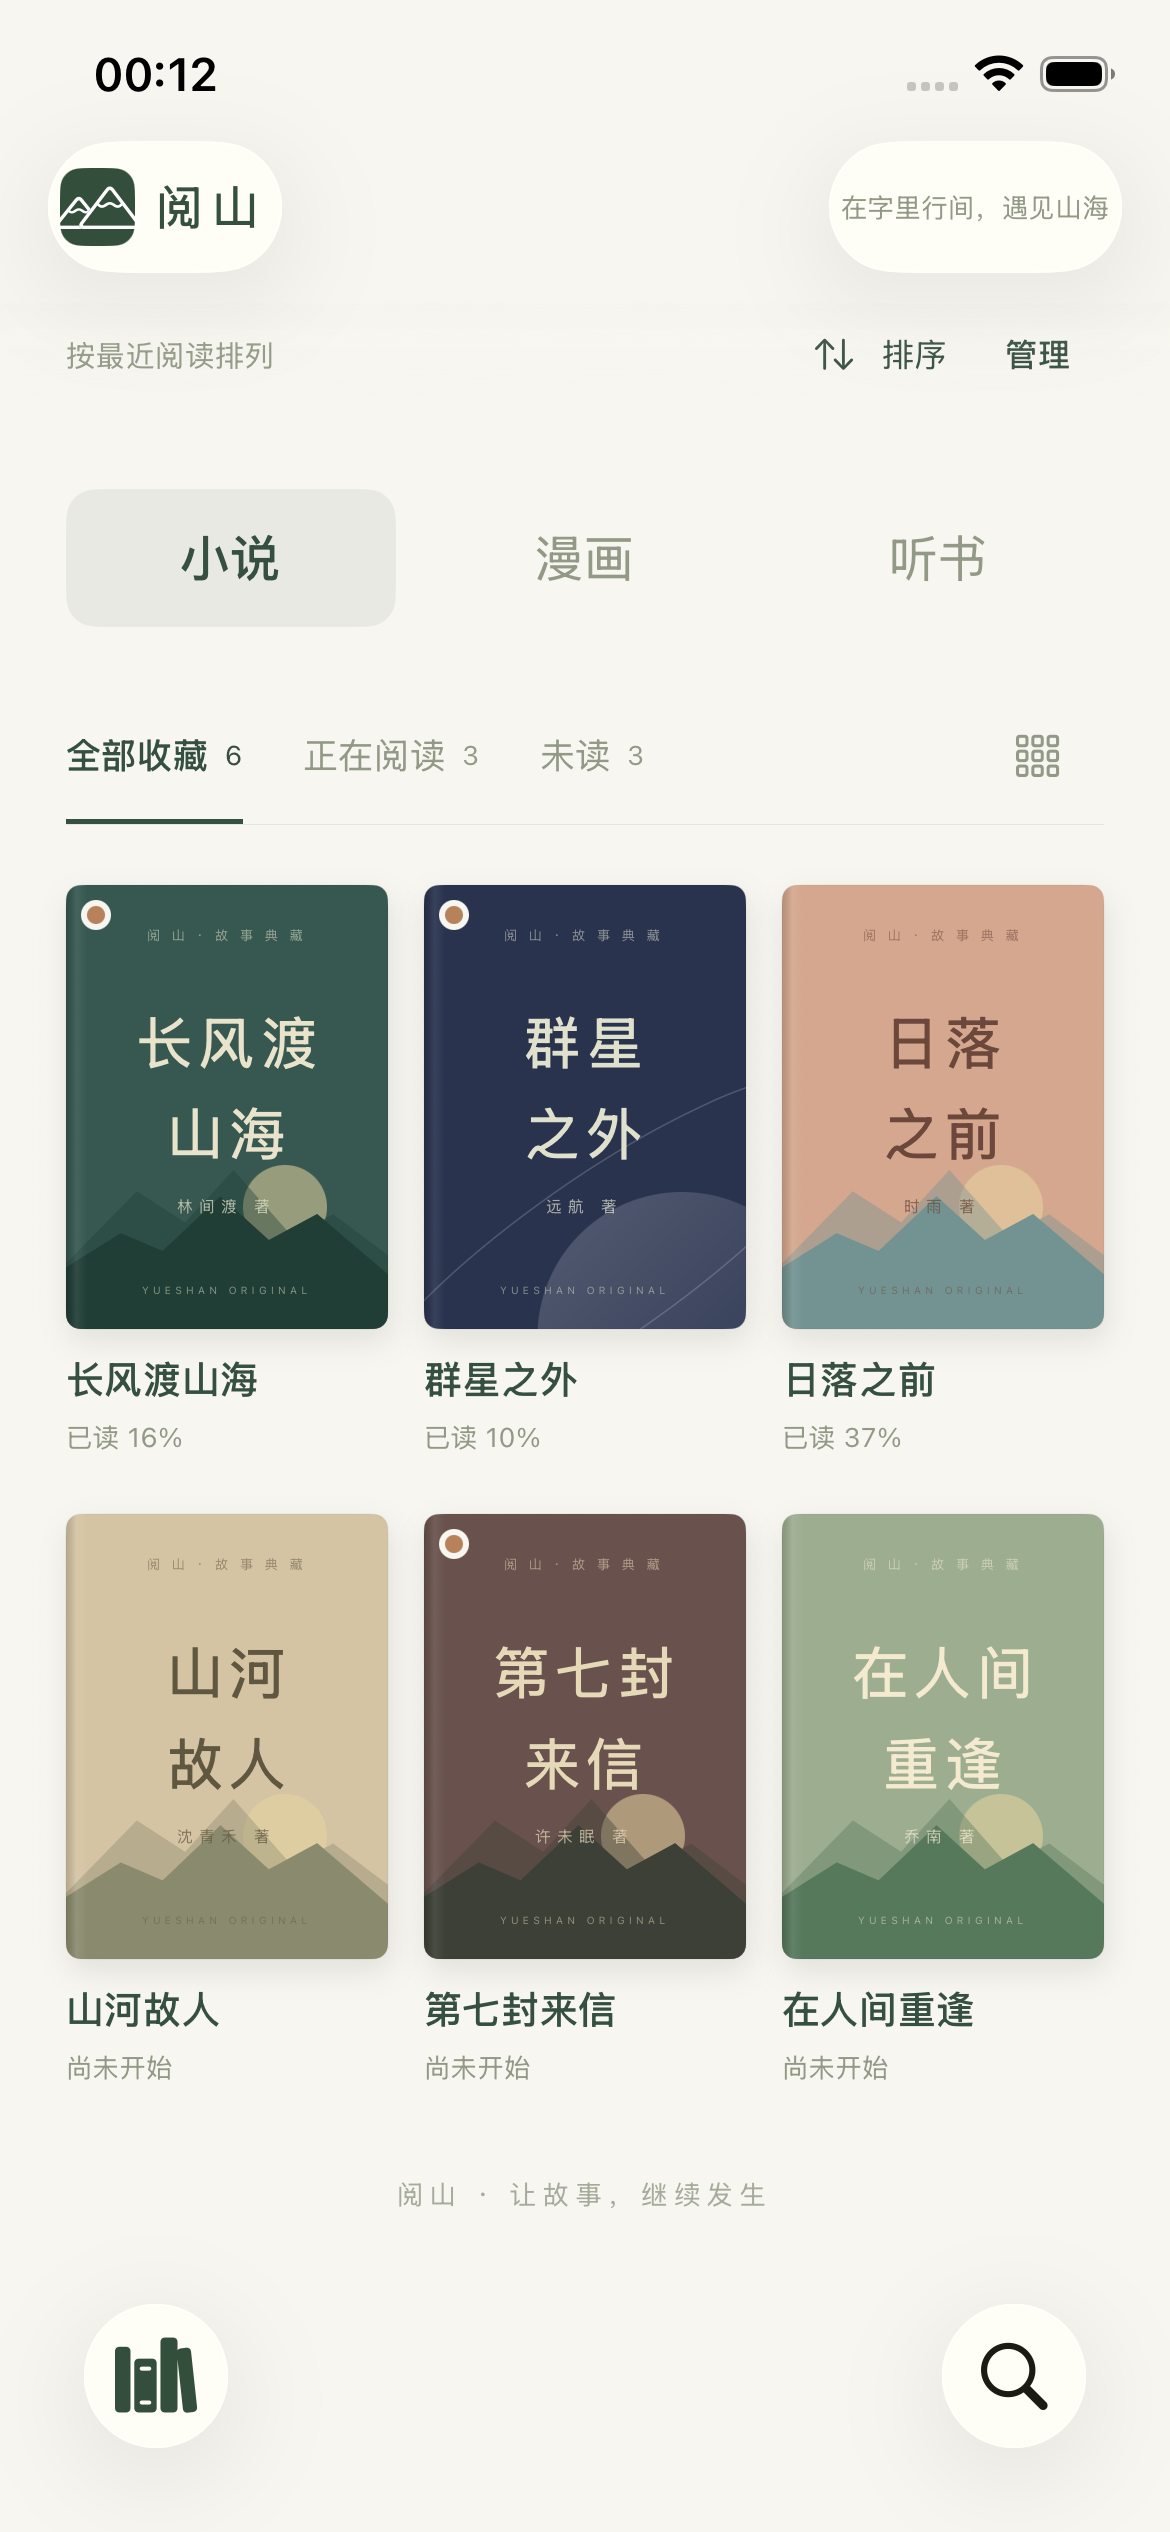 00:12
阅山
在字里行间，遇见山海
按最近阅读排列
排序
管理
小说
漫画
听书
全部收藏 6
正在阅读 3
未读 3
阅山·故事典藏
长风渡
山海
林间渡 著
YUESHAN ORIGINAL
阅山·故事典藏
群星
之外
远航 著
YUESHAN ORIGINAL
阅山·故事典藏
日落
之前
时雨 著
YUESHAN ORIGINAL
长风渡山海
已读 16%
群星之外
已读 10%
日落之前
已读 37%
阅山·故事典藏
山河
故人
沈青禾 著
YUESHAN ORIGINAL
阅山·故事典藏
第七封
来信
许未眠 著
YUESHAN ORIGINAL
阅山·故事典藏
在人间
重逢
乔南 著
YUESHAN ORIGINAL
山河故人
尚未开始
第七封来信
尚未开始
在人间重逢
尚未开始
阅山 · 让故事，继续发生